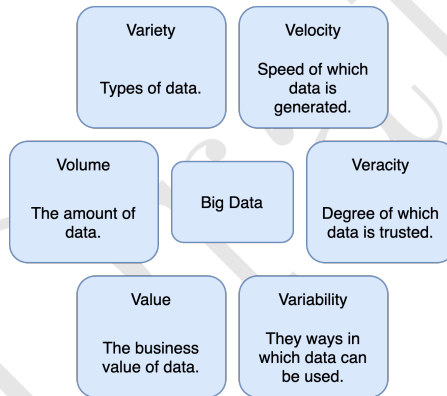 Variety
Types of data.
Velocity
Speed of which
data is
generated.
Volume
The amount of
data.
Big Data
Veracity
Degree of which
data is trusted.
Value
The business
value of data.
Variability
They ways in
which data can
be used.